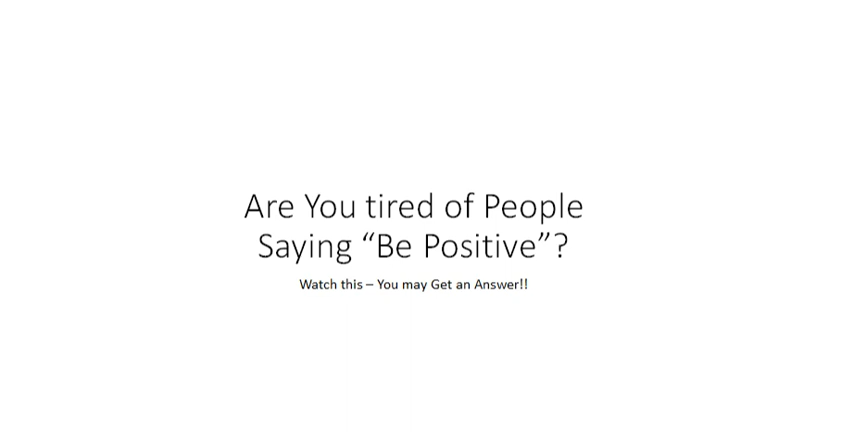 Are You tired of People
Saying “Be Positive”?
Watch this – You may Get an Answer!!